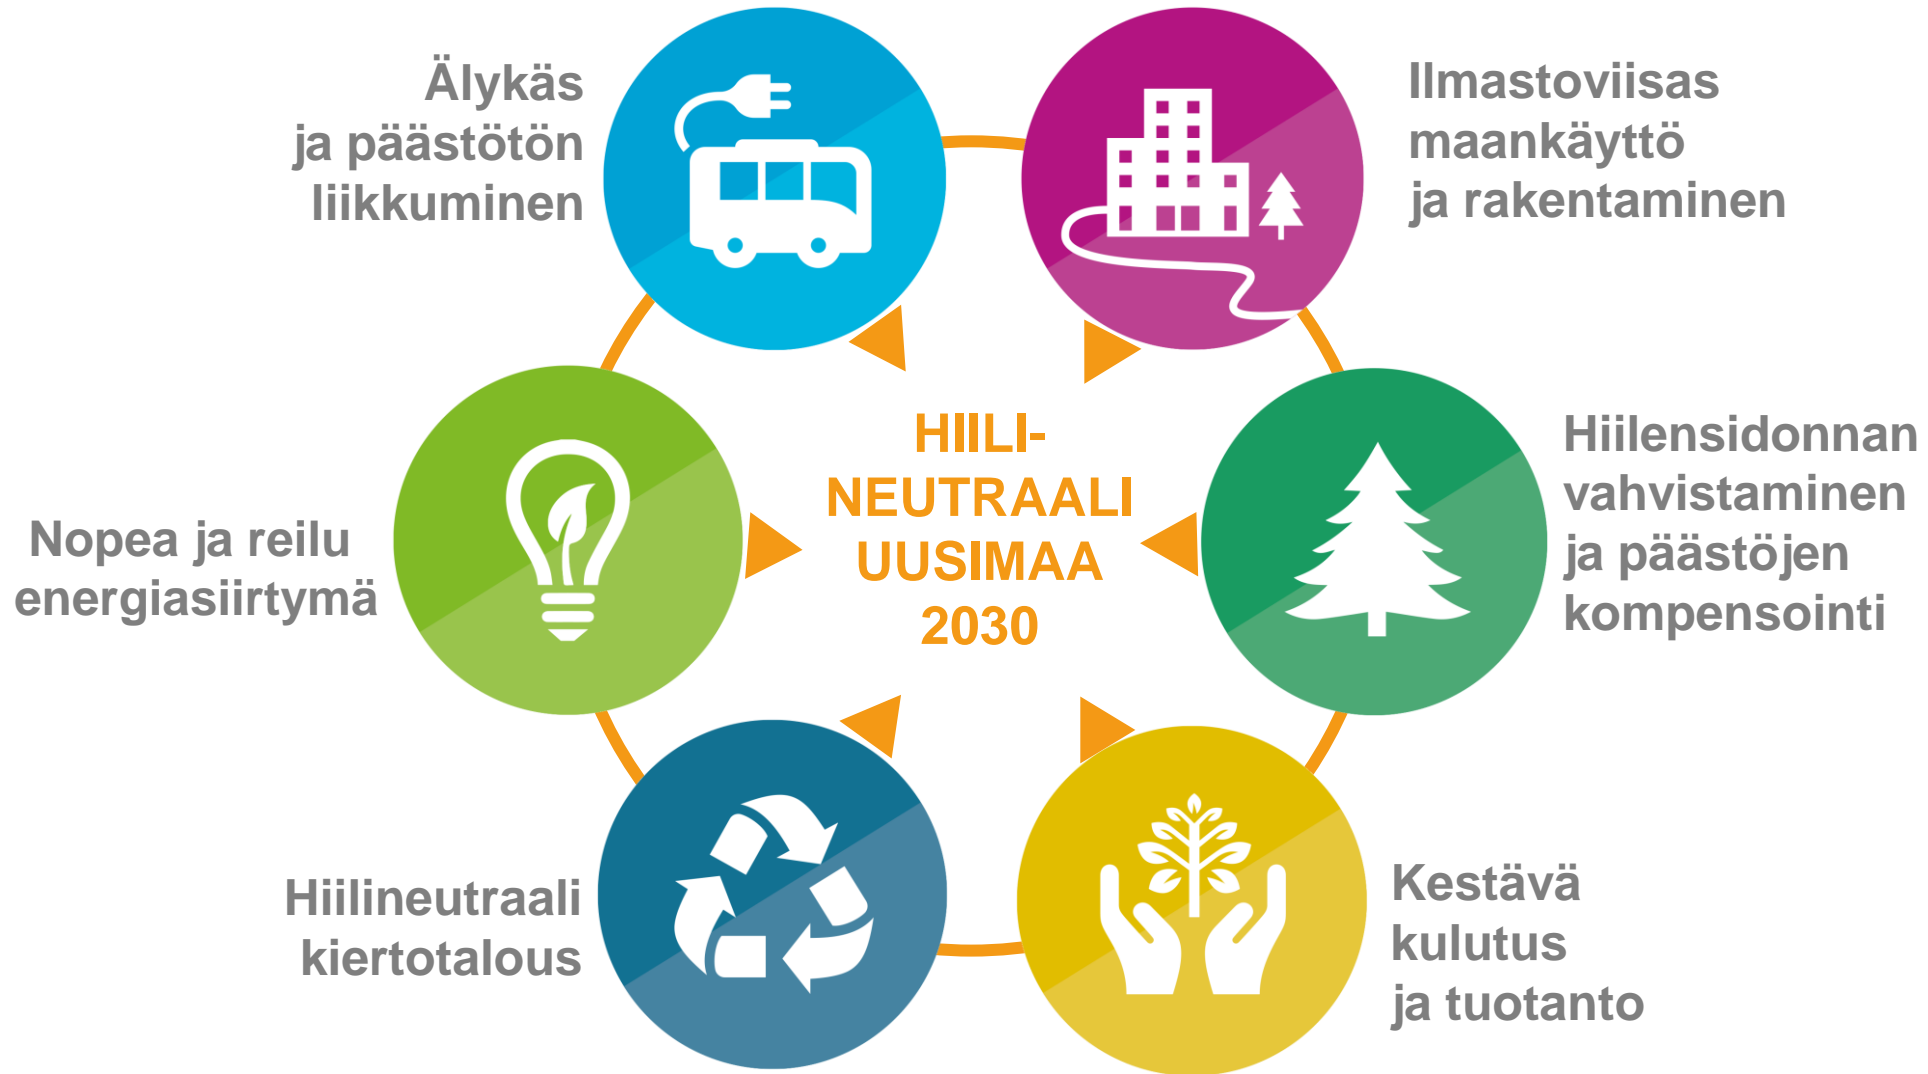 Älykäs
ja päästötön
liikkuminen
Ilmastoviisas
maankäyttö
ja rakentaminen
Nopea ja reilu
energiasiirtymä
HIILI-
NEUTRAALI
UUSIMAA
2030
Hiilensidonnan
vahvistaminen
ja päästöjen
kompensointi
Hiilineutraali
kiertotalous
Kestävä
kulutus
ja tuotanto